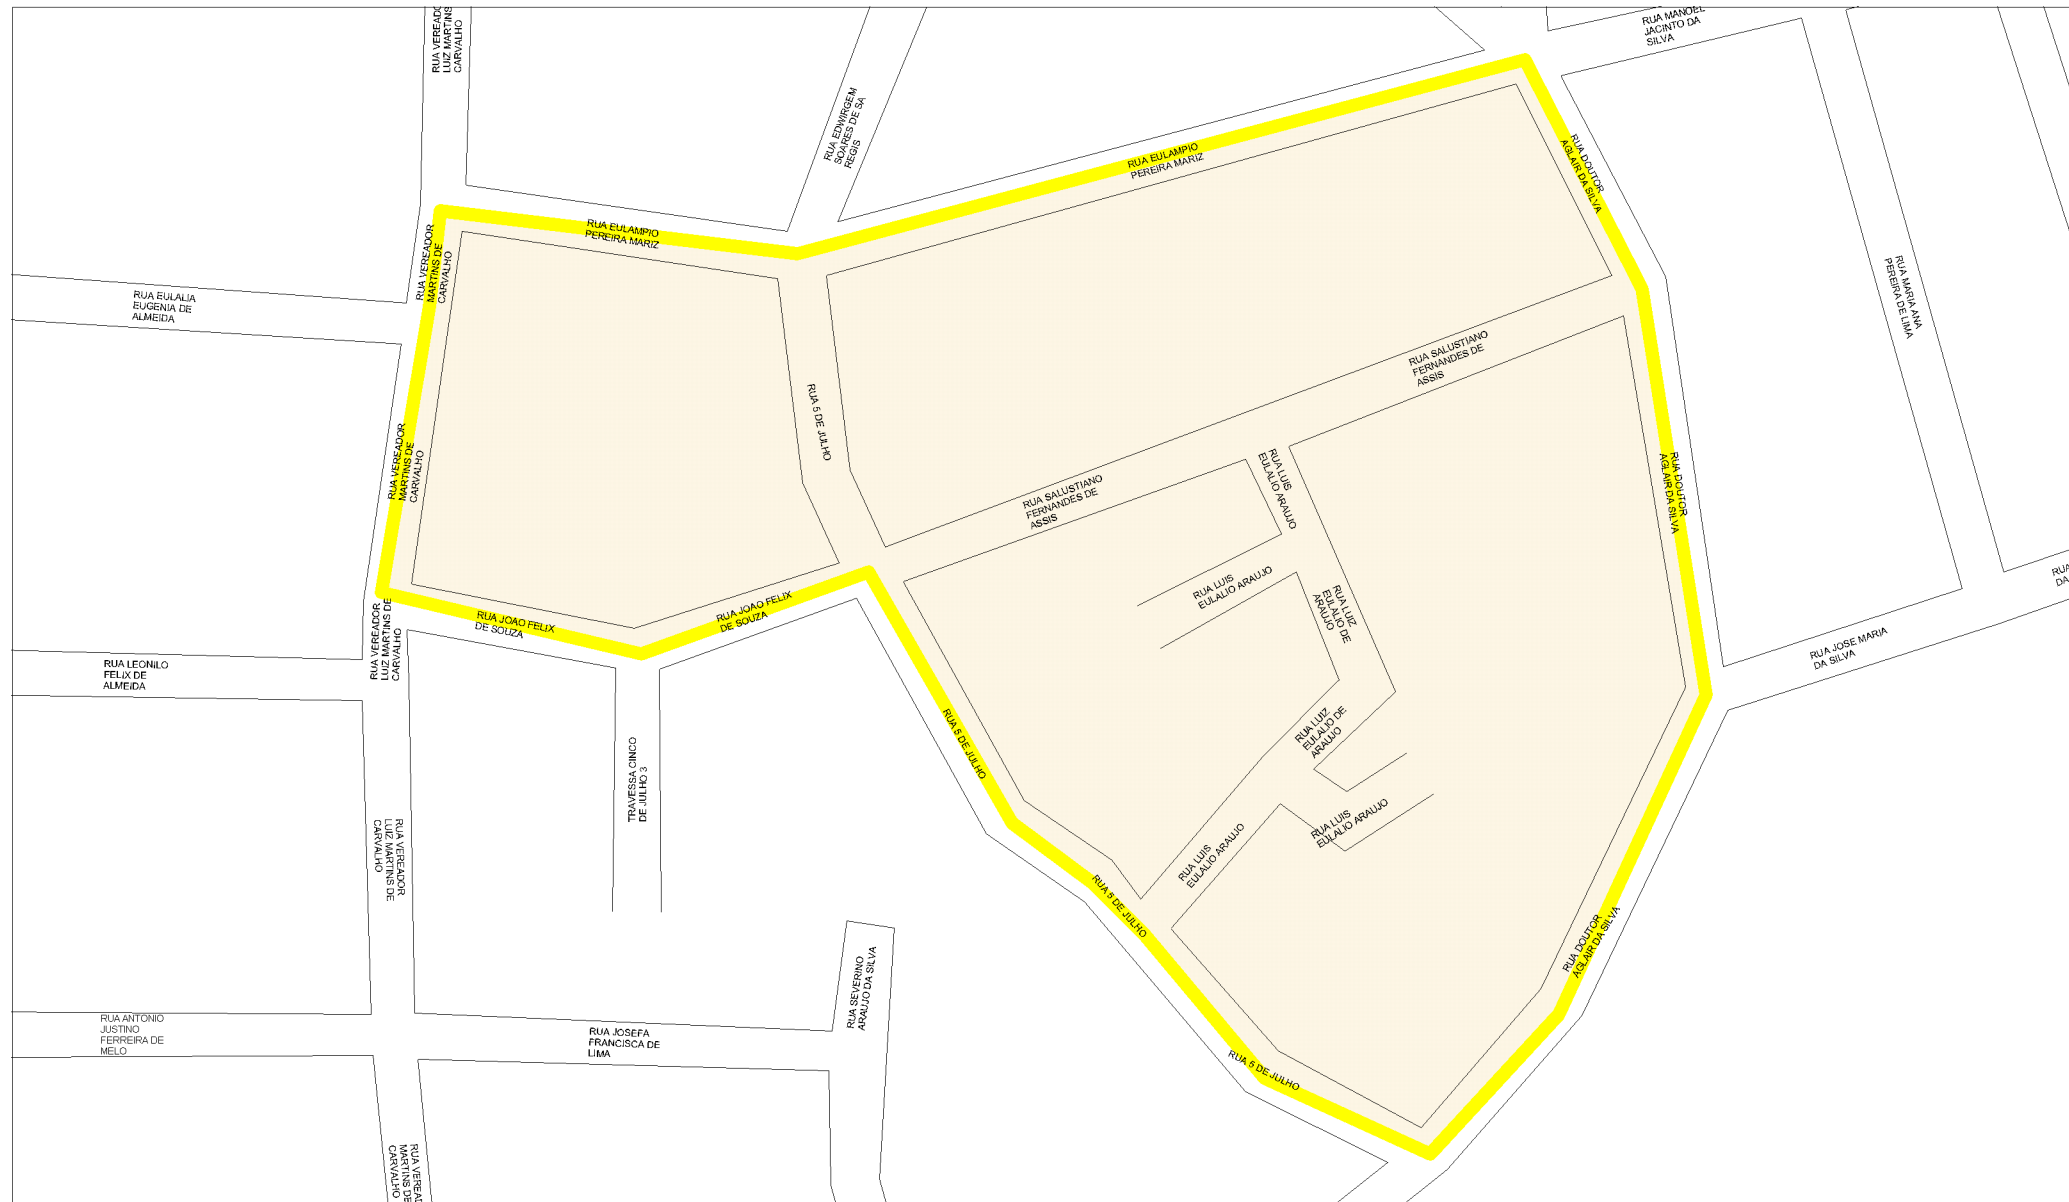 RUA VEREADO
LUIZ MARTINS
CARVALHO
RUA MANOEL
JACINTO DA
SILVA
RUA EDWIRGEM
SOARES DE SA
REGIS
RUA EULAMPIO
PEREIRA MARIZ
RUA DOUTOR
AGLAIR DA SILVA
RUA EULAMPIO
PEREIRA MARIZ
RUA VEREADOR
MARTINS DE
CARVALHO
RUA EULALIA
EUGENIA DE
ALMEIDA
RUA MARIA ANA
PEREIRA DE LIMA
RUA SALUSTIANO
FERNANDES DE
ASSIS
RUA 5 DE JULHO
RUA VEREADOR
MARTINS DE
CARVALHO
RUA SALUSTIANO
FERNANDES DE
ASSIS
RUA LUIS
EULALIO ARAUJO
RUA DOUTOR
AGLAIR DA SILVA
RUA LUIS
EULALIO ARAUJO
RUA LUIZ
EULALIO DE
ARAUJO
RUA
DA
RUA JOAO FELIX
DE SOUZA
RUA JOAO FELIX
DE SOUZA
RUA VEREADOR
LUIZ MARTINS DE
CARVALHO
RUA LEONILO
FELIX DE
ALMEIDA
RUA JOSE MARIA
DA SILVA
RUA 5 DE JULHO
RUA LUIZ
EULALIO DE
ARAUJO
TRAVESSA CINCO
DE JULHO 3
RUA LUIS
EULALIO ARAUJO
RUA LUIS
EULALIO ARAUJO
RUA VEREADOR
LUIZ MARTINS DE
CARVALHO
RUA 5 DE JULHO
RUA DOUTOR
AGLAIR DA SILVA
RUA SEVERINO
ARAUJO DA SILVA
RUA ANTONIO
JUSTINO
FERREIRA DE
MELO
RUA JOSEFA
FRANCISCA DE
LIMA
RUA 5 DE JULHO
RUA VEREAD
MARTINS DE
CARVALHO